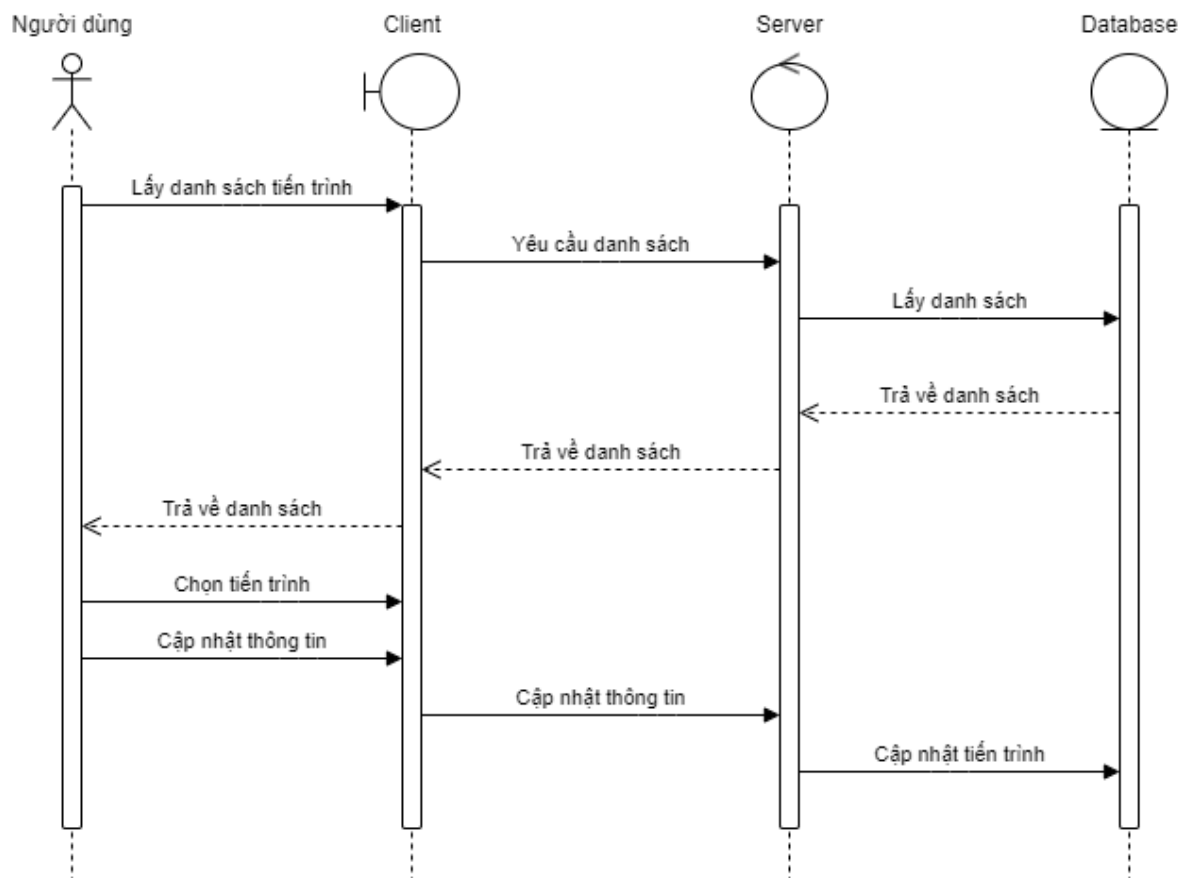 Người dùng
Client
Server
Database
Lấy danh sách tiến trình
Yêu cầu danh sách
Lấy danh sách
Trả về danh sách
Trả về danh sách
Trả về danh sách
Chọn tiến trình
Cập nhật thông tin
Cập nhật thông tin
Cập nhật tiến trình